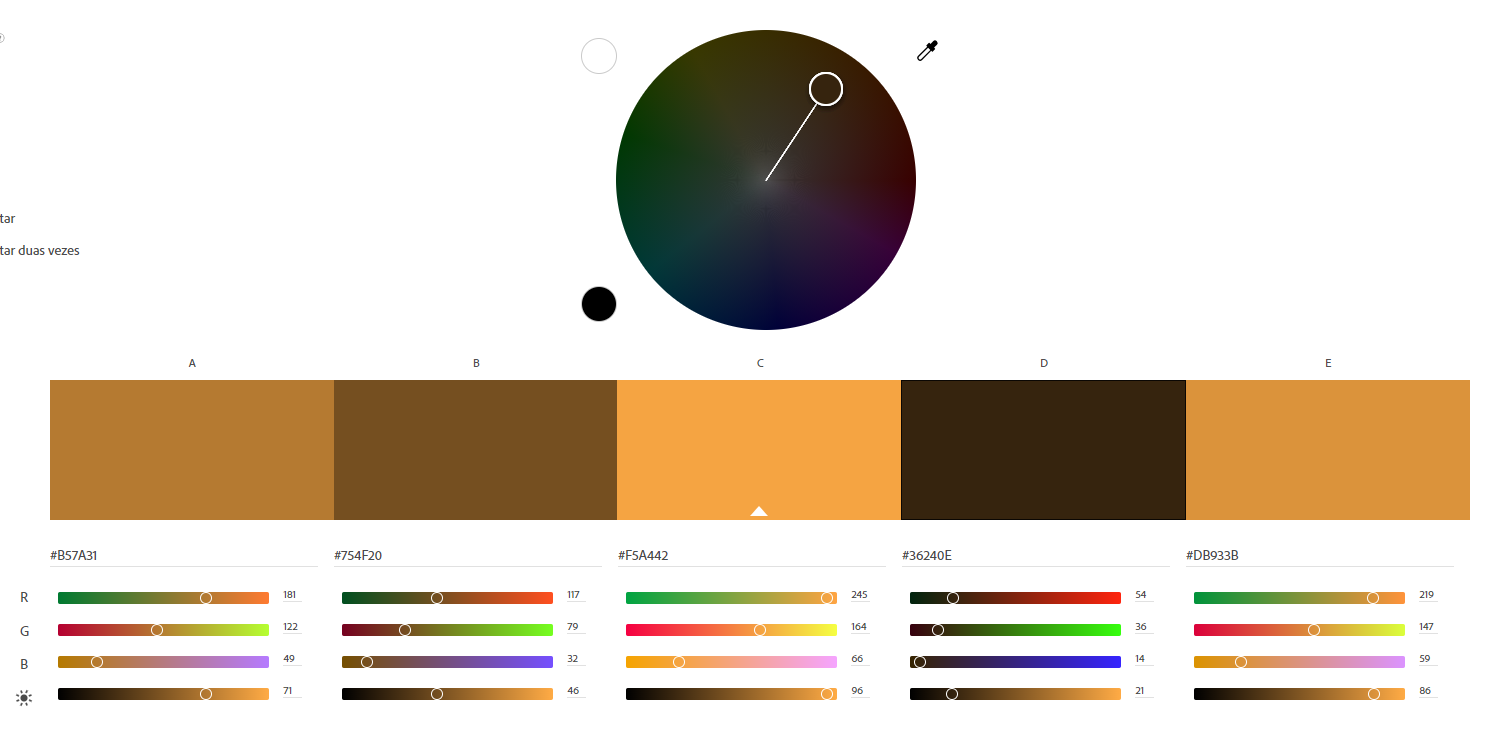 tar
tar duas vezes
A B C D E
#B57A31 #754F20 #F5A442 #36240E #DB933B
R 181 117 245 54 219
G 122 79 164 36 147
B 49 32 66 14 59
71 46 96 21 86